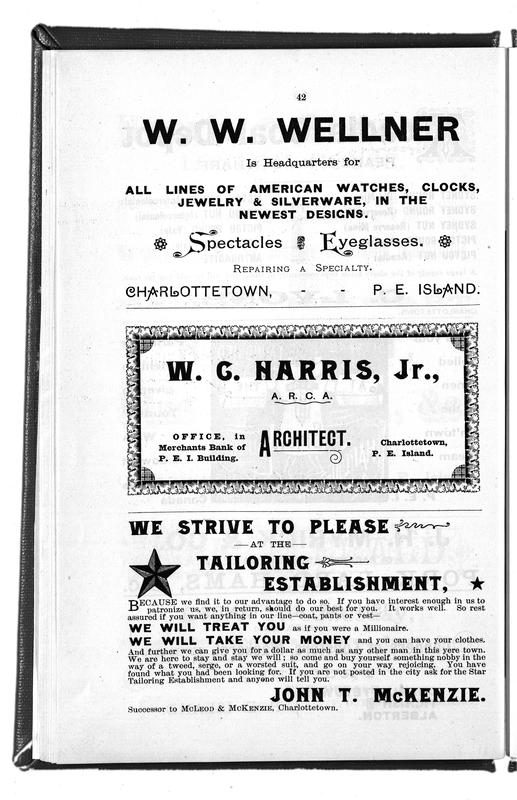 42
W. W. WELLNER
Is Headquarters for
ALL LINES OF AMERICAN WATCHES, CLOCKS,
JEWELRY & SILVERWARE, IN THE
NEWEST DESIGNS.
Spectacles & Eyeglasses.
REPAIRING A SPECIALTY.
CHARLOTTETOWN, - - P. E. ISLAND.
W. C. HARRIS, Jr.,
A. R. C. A.
ARCHITECT.
OFFICE, in
Merchants Bank of
P. E. I. Building.
Charlottetown,
P. E. Island.
WE STRIVE TO PLEASE
—AT THE—
TAILORING
ESTABLISHMENT,
BECAUSE we find it to our advantage to do so. If you have interest enough in us to
patronize us, we, in return, should do our best for you. It works well. So rest
assured if you want anything in our line—coat, pants or vest—
WE WILL TREAT YOU as if you were a Millionaire.
WE WILL TAKE YOUR MONEY and you can have your clothes.
And further we can give you for a dollar as much as any other man in this yere town.
We are here to stay and stay we will; so come and buy yourself something nobby in the
way of a tweed, serge, or a worsted suit, and go on your way rejoicing. You have
found what you had been looking for. If you are not posted in the city ask for the Star
Tailoring Establishment and anyone will tell you.
JOHN T. McKENZIE.
Successor to MCLEOD & MCKENZIE, Charlottetown.